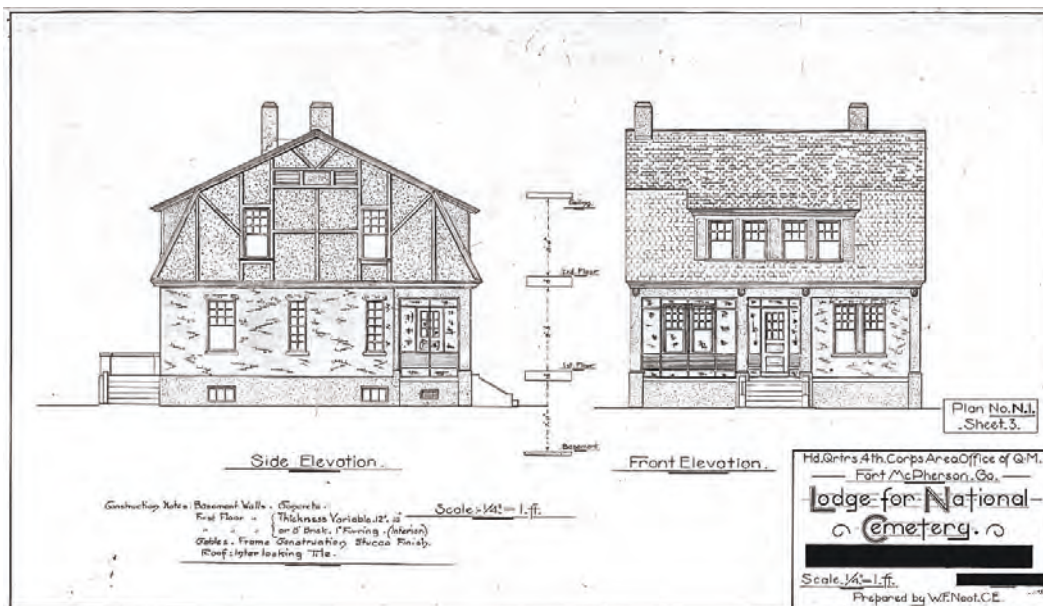 Ceiling
2nd. Floor
1st. Floor
Basement
Side Elevation.
Front Elevation.
Scale:-1/4"=1.ft.
Construction Notes: Basement Walls. Concrete.
First Floor " Thickness Variable. 12". 10"
" " or 8" Brick. 1" Furring. (Interior)
Gables. Frame Construction, Stucco Finish.
Roof: Interlocking Tile.
Plan No. N.1.
Sheet. 3.
Hd. Qrtrs. 4th. Corps Area. Office of Q.M.
Fort McPherson, Ga.
Lodge for National
Cemetery.
Scale. 1/4"=1.ft.
Prepared by W.F. C.E.